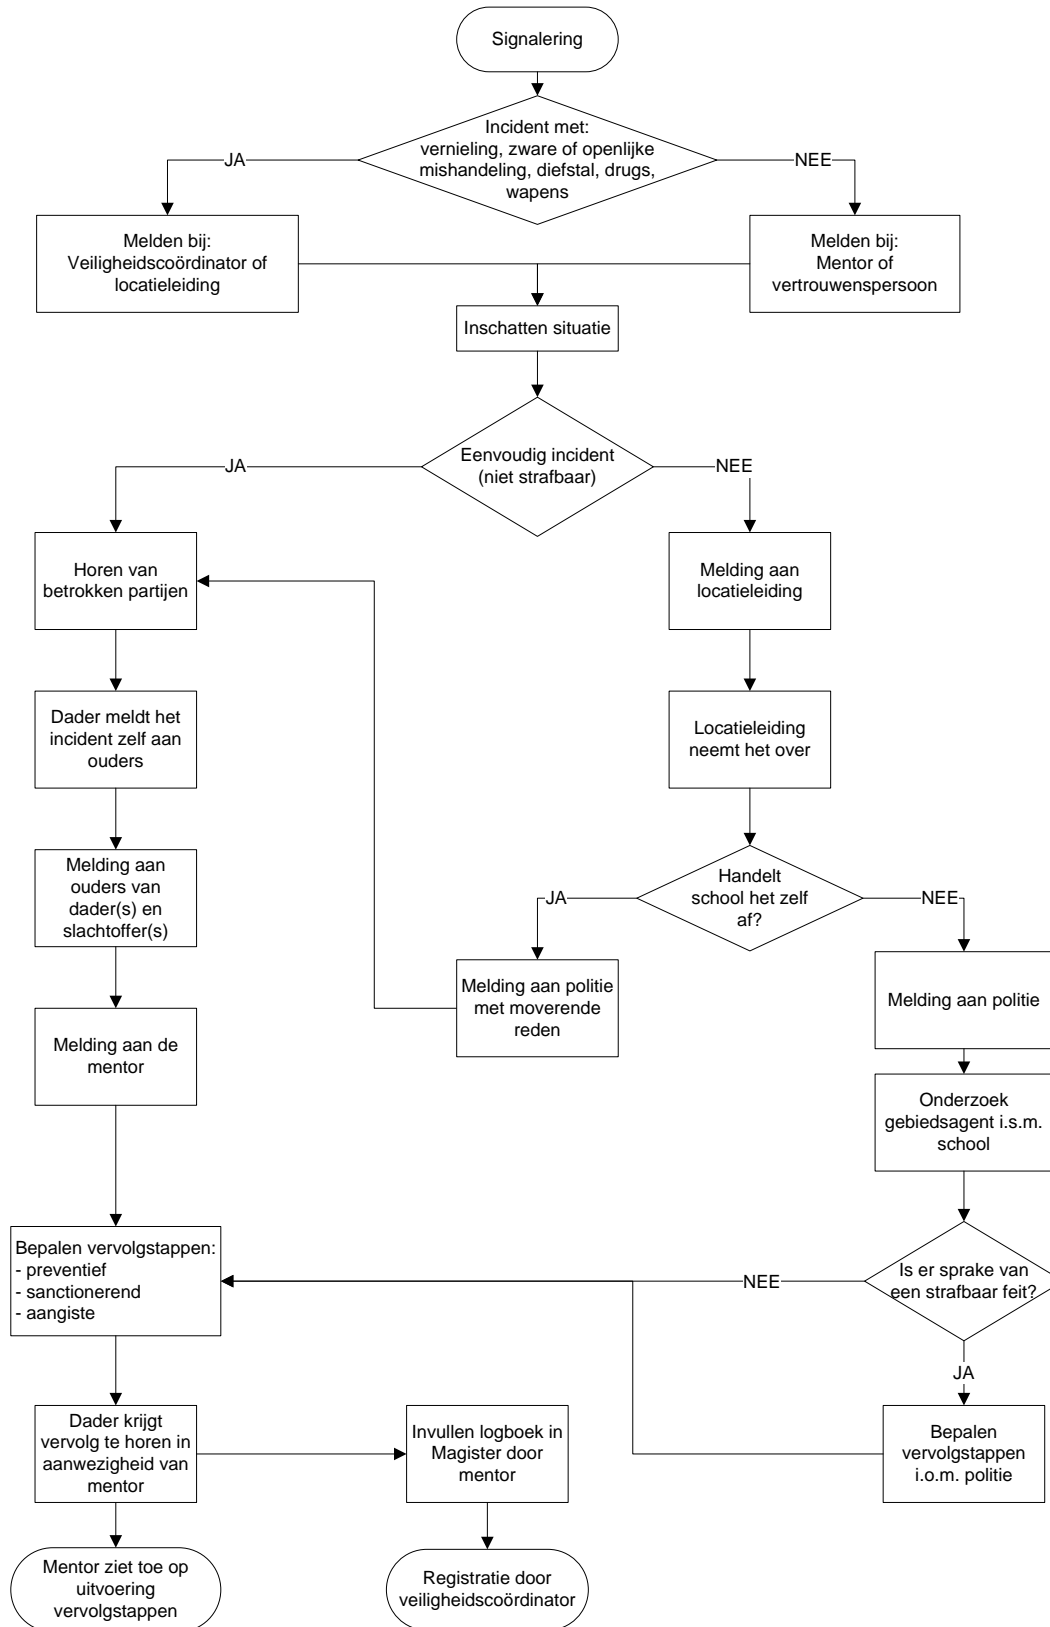 Signalering
Incident met:
vernieling, zware of openlijke
mishandeling, diefstal, drugs,
wapens
JA
NEE
Melden bij:
Veiligheidscoördinator of
locatieleiding
Melden bij:
Mentor of
vertrouwenspersoon
Inschatten situatie
Eenvoudig incident
(niet strafbaar)
JA
NEE
Horen van
betrokken partijen
Melding aan
locatieleiding
Dader meldt het
incident zelf aan
ouders
Locatieleiding
neemt het over
Melding aan
ouders van
dader(s) en
slachtoffer(s)
Handelt
school het zelf
af?
JA
NEE
Melding aan politie
met moverende
reden
Melding aan politie
Melding aan de
mentor
Onderzoek
gebiedsagent i.s.m.
school
Bepalen vervolgstappen:
- preventief
- sanctionerend
- aangiste
NEE
Is er sprake van
een strafbaar feit?
JA
Dader krijgt
vervolg te horen in
aanwezigheid van
mentor
Invullen logboek in
Magister door
mentor
Bepalen
vervolgstappen
i.o.m. politie
Mentor ziet toe op
uitvoering
vervolgstappen
Registratie door
veiligheidscoördinator